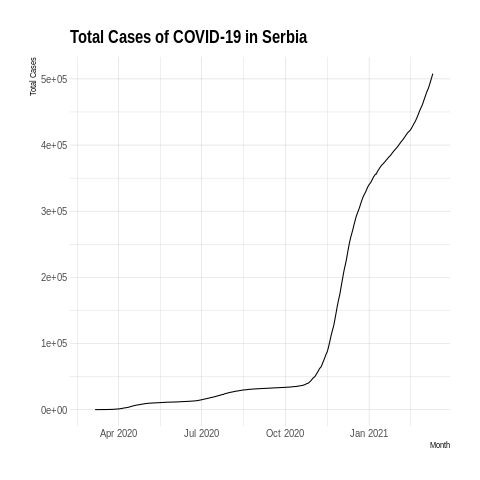 Total Cases of COVID-19 in Serbia
Total Cases
5e+05
4e+05
3e+05
2e+05
1e+05
0e+00
Apr 2020 Jul 2020 Oct 2020 Jan 2021
Month